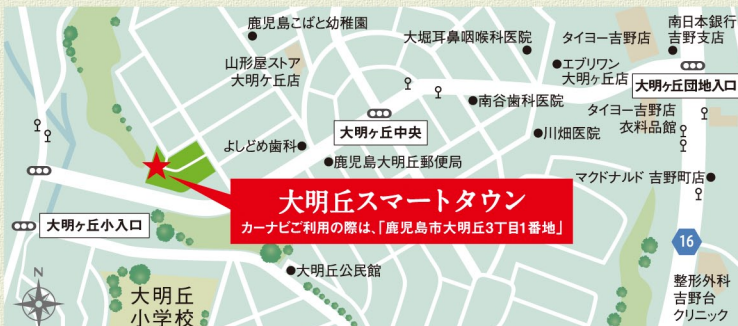 鹿児島こばと幼稚園
大堀耳鼻咽喉科医院
タイヨー吉野店
南日本銀行
吉野支店
山形屋ストア
大明ケ丘店
エブリワン
大明ヶ丘店
大明ヶ丘団地入口
南谷歯科医院
タイヨー吉野店
衣料品館
大明ヶ丘中央
川畑医院
よしどめ歯科
鹿児島大明丘郵便局
マクドナルド 吉野町店
大明丘スマートタウン
カーナビご利用の際は、「鹿児島市大明丘3丁目1番地」
大明ヶ丘小入口
16
大明丘公民館
整形外科
吉野台
クリニック
N
大明丘
小学校